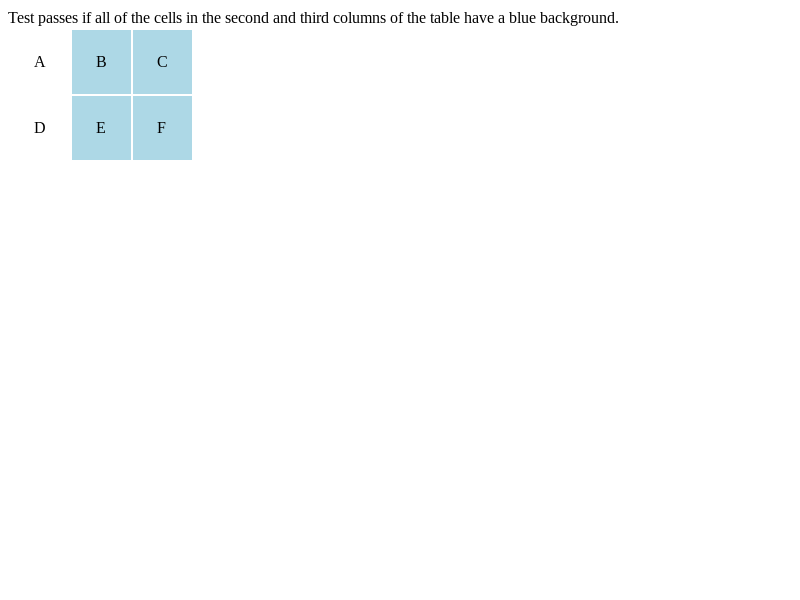 Test passes if all of the cells in the second and third columns of the table have a blue background.
A B C
D E F